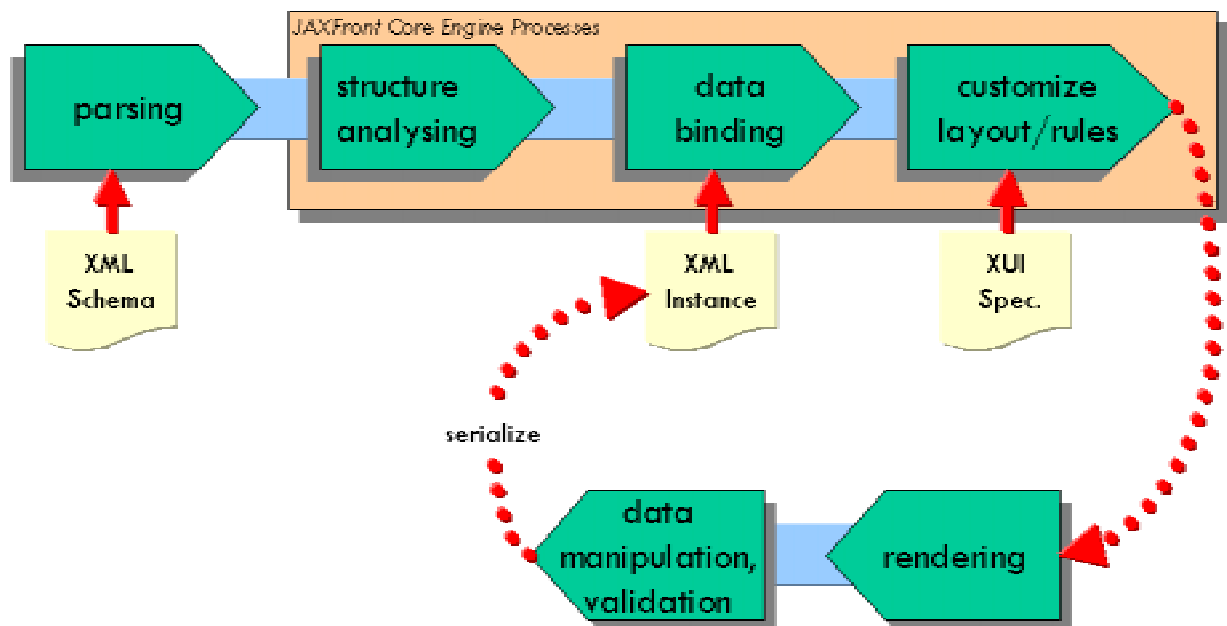 JAXFront Core Engine Processes
parsing
structure
analysing
data
binding
customize
layout/rules
XML
Schema
XML
Instance
XUI
Spec.
serialize
data
manipulation,
validation
rendering